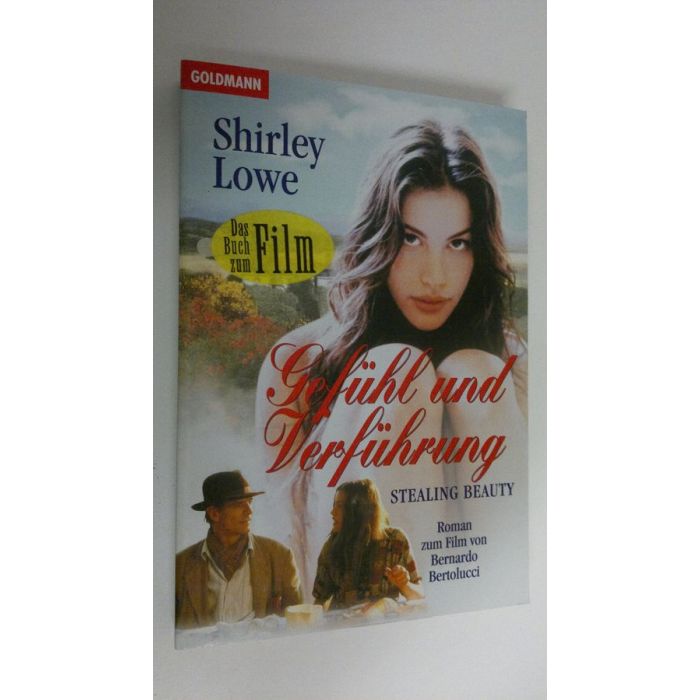 GOLDMANN
Shirley
Lowe
Das
Buch
zum
Film
Gefühl und
Verführung
STEALING BEAUTY
Roman
zum Film von
Bernardo
Bertolucci